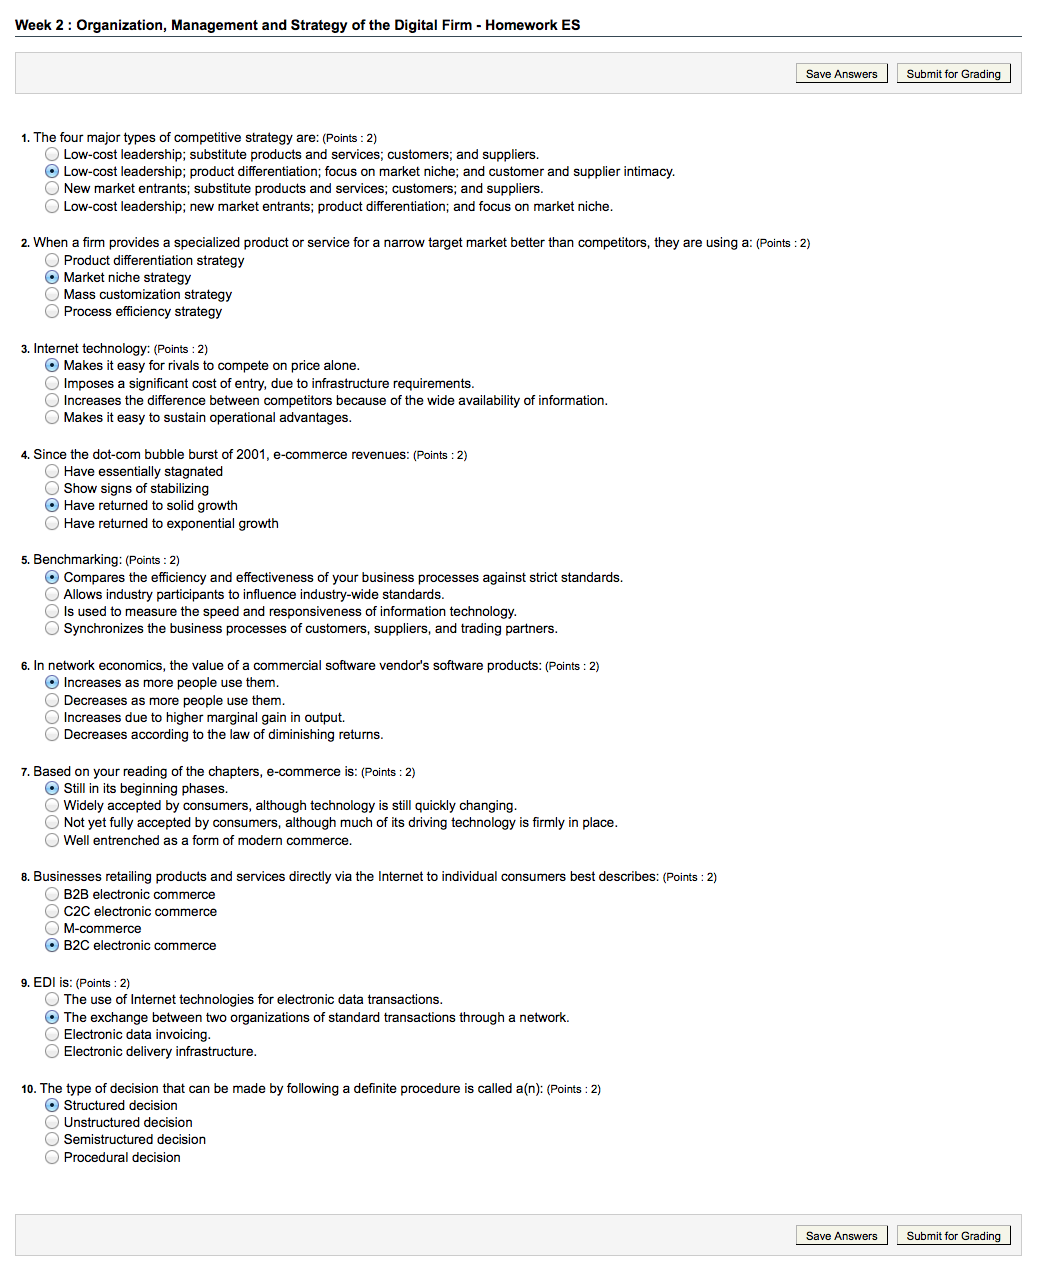 Week 2 : Organization, Management and Strategy of the Digital Firm - Homework ES
Save Answers Submit for Grading
1. The four major types of competitive strategy are: (Points : 2)
Low-cost leadership; substitute products and services; customers; and suppliers.
Low-cost leadership; product differentiation; focus on market niche; and customer and supplier intimacy.
New market entrants; substitute products and services; customers; and suppliers.
Low-cost leadership; new market entrants; product differentiation; and focus on market niche.
2. When a firm provides a specialized product or service for a narrow target market better than competitors, they are using a: (Points : 2)
Product differentiation strategy
Market niche strategy
Mass customization strategy
Process efficiency strategy
3. Internet technology: (Points : 2)
Makes it easy for rivals to compete on price alone.
Imposes a significant cost of entry, due to infrastructure requirements.
Increases the difference between competitors because of the wide availability of information.
Makes it easy to sustain operational advantages.
4. Since the dot-com bubble burst of 2001, e-commerce revenues: (Points : 2)
Have essentially stagnated
Show signs of stabilizing
Have returned to solid growth
Have returned to exponential growth
5. Benchmarking: (Points : 2)
Compares the efficiency and effectiveness of your business processes against strict standards.
Allows industry participants to influence industry-wide standards.
Is used to measure the speed and responsiveness of information technology.
Synchronizes the business processes of customers, suppliers, and trading partners.
6. In network economics, the value of a commercial software vendor's software products: (Points : 2)
Increases as more people use them.
Decreases as more people use them.
Increases due to higher marginal gain in output.
Decreases according to the law of diminishing returns.
7. Based on your reading of the chapters, e-commerce is: (Points : 2)
Still in its beginning phases.
Widely accepted by consumers, although technology is still quickly changing.
Not yet fully accepted by consumers, although much of its driving technology is firmly in place.
Well entrenched as a form of modern commerce.
8. Businesses retailing products and services directly via the Internet to individual consumers best describes: (Points : 2)
B2B electronic commerce
C2C electronic commerce
M-commerce
B2C electronic commerce
9. EDI is: (Points : 2)
The use of Internet technologies for electronic data transactions.
The exchange between two organizations of standard transactions through a network.
Electronic data invoicing.
Electronic delivery infrastructure.
10. The type of decision that can be made by following a definite procedure is called a(n): (Points : 2)
Structured decision
Unstructured decision
Semistructured decision
Procedural decision
Save Answers Submit for Grading